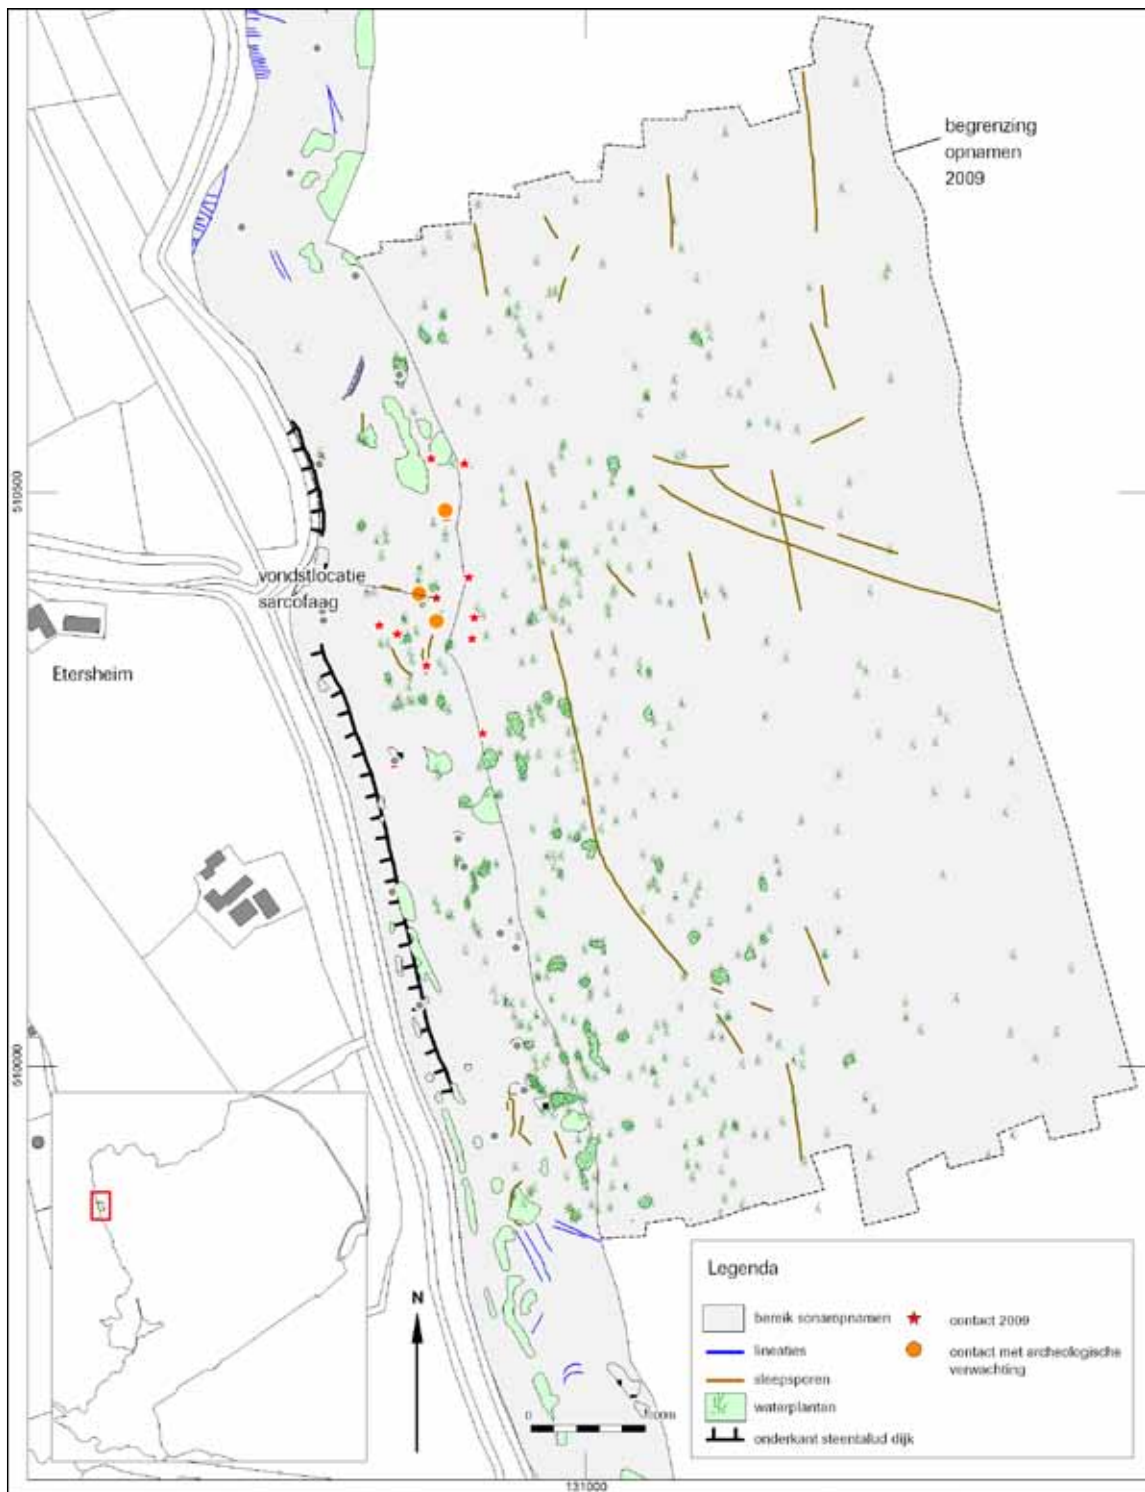 begrenzing
opnamen
2009
510500
vondstlocatie
sarcofaag
Etersheim
510000
N
Legenda
bereik sonaropnamen
contact 2009
lineaties
contact met archeologische
verwachting
sleepsporen
waterplanten
onderkant steentalud dijk
0
131000